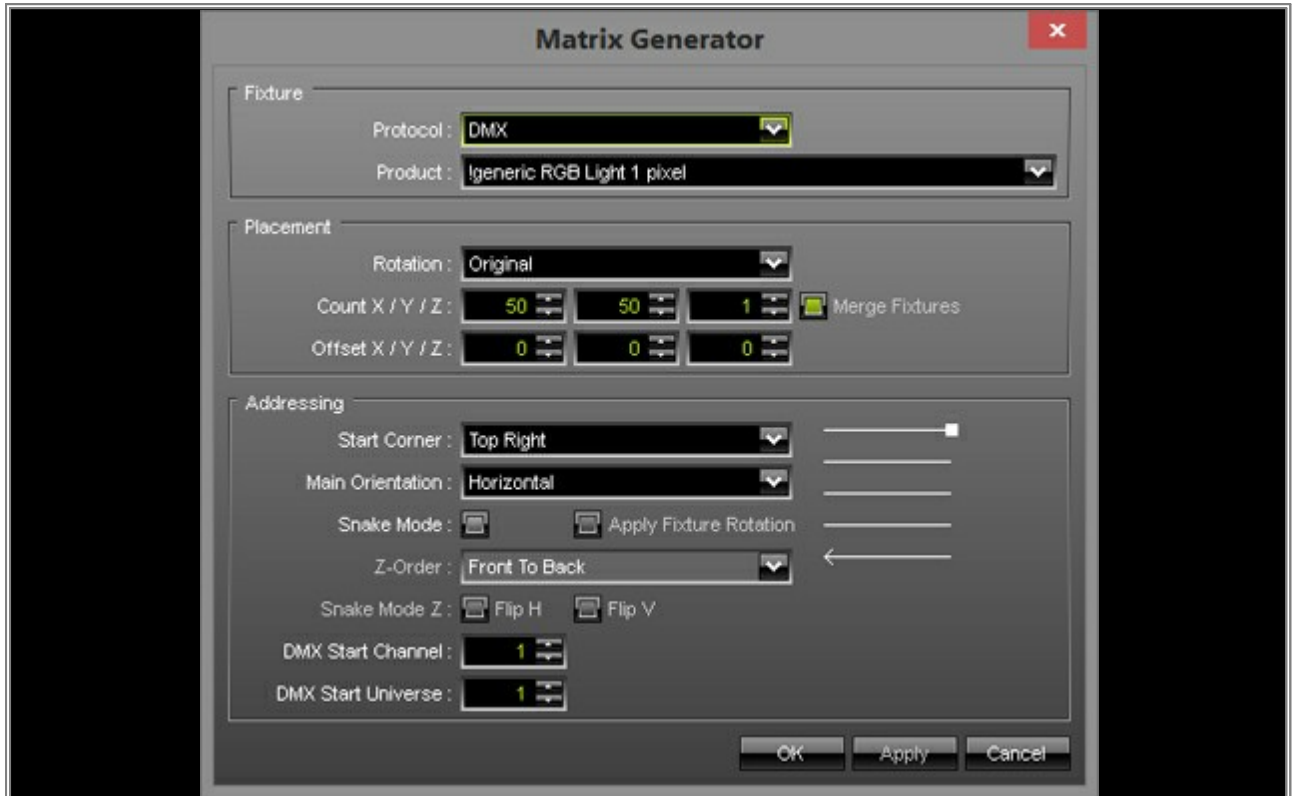 Matrix Generator
Fixture
Protocol : DMX
Product : !generic RGB Light 1 pixel
Placement
Rotation : Original
Count X / Y / Z : 50 50 1 Merge Fixtures
Offset X / Y / Z : 0 0 0
Addressing
Start Corner : Top Right
Main Orientation : Horizontal
Snake Mode : Apply Fixture Rotation
Z-Order : Front To Back
Snake Mode Z : Flip H Flip V
DMX Start Channel : 1
DMX Start Universe : 1
OK Apply Cancel